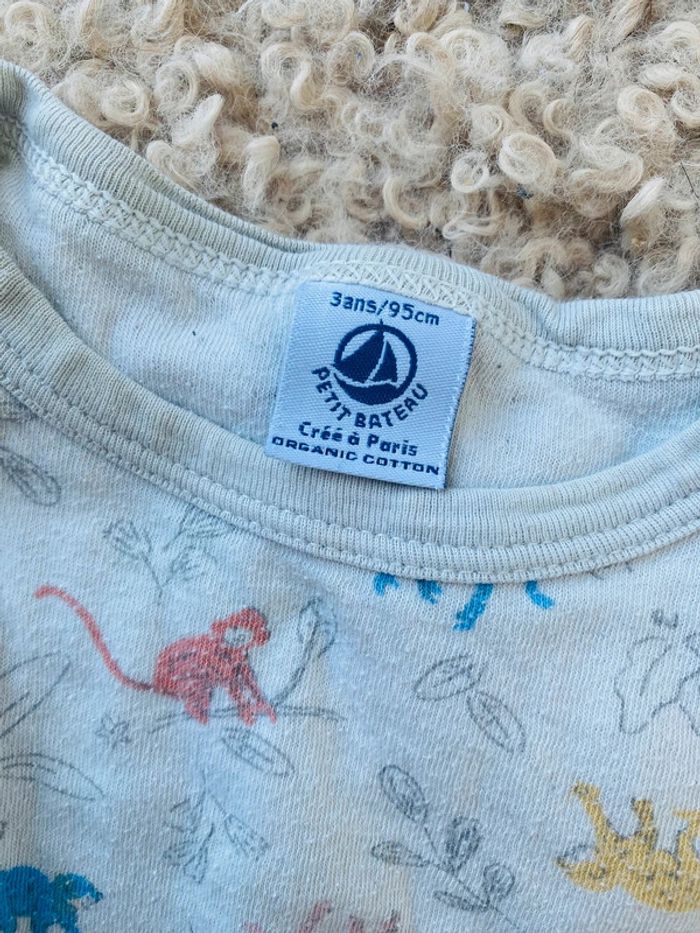 3ans/95cm
PETIT BATEAU
Créé à Paris
ORGANIC COTTON